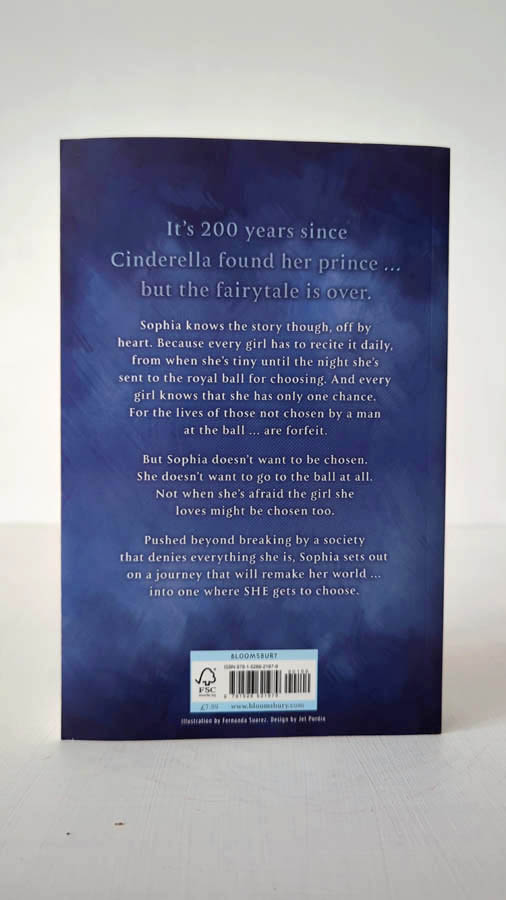 It's 200 years since
Cinderella found her prince ...
but the fairytale is over.
Sophia knows the story though, off by
heart. Because every girl has to recite it daily,
from when she's tiny until the night she's
sent to the royal ball for choosing. And every
girl knows that she has only one chance.
For the lives of those not chosen by a man
at the ball ... are forfeit.
But Sophia doesn't want to be chosen.
She doesn't want to go to the ball at all.
Not when she's afraid the girl she
loves might be chosen too.
Pushed beyond breaking by a society
that denies everything she is, Sophia sets out
on a journey that will remake her world ...
into one where SHE gets to choose.
BLOOMSBURY
FSC
£7.99
www.bloomsbury.com
Illustration by Fernanda Suarez. Design by Jet Purdie